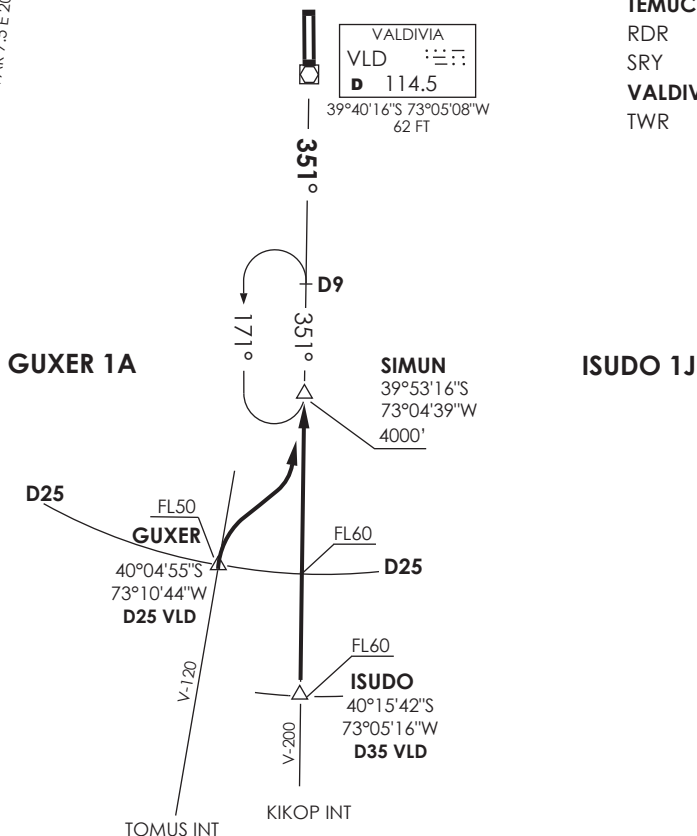 VALDIVIA
VLD
D 114.5
39°40'16"S 73°05'08"W
62 FT
RDR
SRY
TWR
351°
D9
171°
351°
GUXER 1A
SIMUN
39°53'16"S
73°04'39"W
4000'
ISUDO 1J
D25
FL50
GUXER
40°04'55"S
73°10'44"W
D25 VLD
FL60
D25
V-120
FL60
ISUDO
40°15'42"S
73°05'16"W
D35 VLD
V-200
TOMUS INT
KIKOP INT